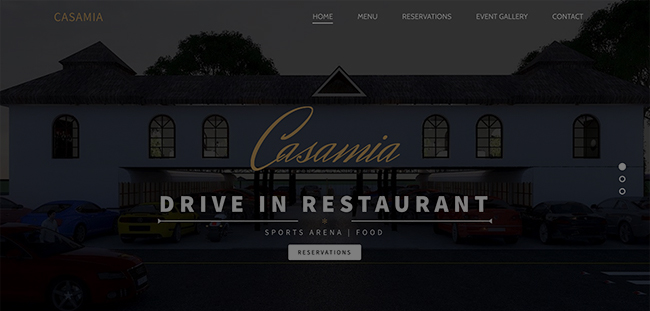 CASAMIA
HOME MENU RESERVATIONS EVENT GALLERY CONTACT
Casamia
DRIVE IN RESTAURANT
SPORTS ARENA | FOOD
RESERVATIONS